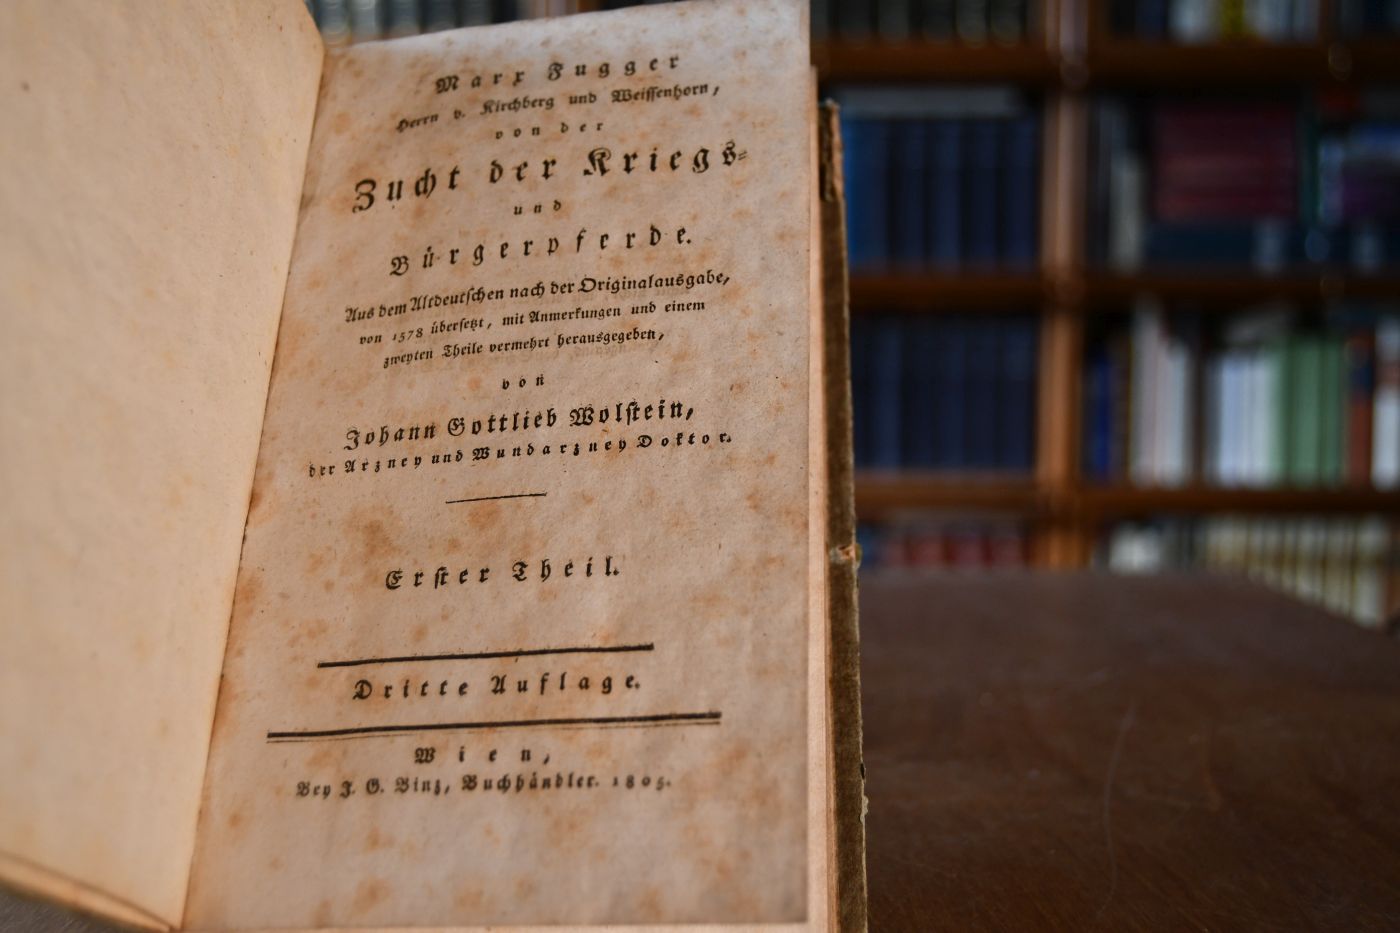 Marx Fugger
Herrn v. Kirchberg und Weissenhorn,
von der
Zucht der Kriegs-
und
Bürgerpferde.
Aus dem Altdeutschen nach der Originalausgabe,
von 1578 übersetzt, mit Anmerkungen und einem
zweyten Theile vermehrt herausgegeben,
von
Johann Gottlieb Wolstein,
der Arzney und Wundarzney Doktor.
Erster Theil.
Dritte Auflage.
Wien,
Bey J. G. Binz, Buchhändler. 1805.